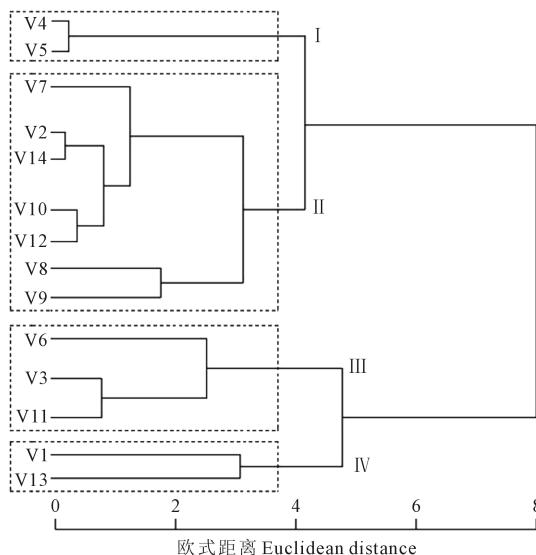 V4
I
V5
V7
V2
V14
V10
II
V12
V8
V9
V6
III
V3
V11
V1
IV
V13
0 2 4 6 8
欧式距离 Euclidean distance